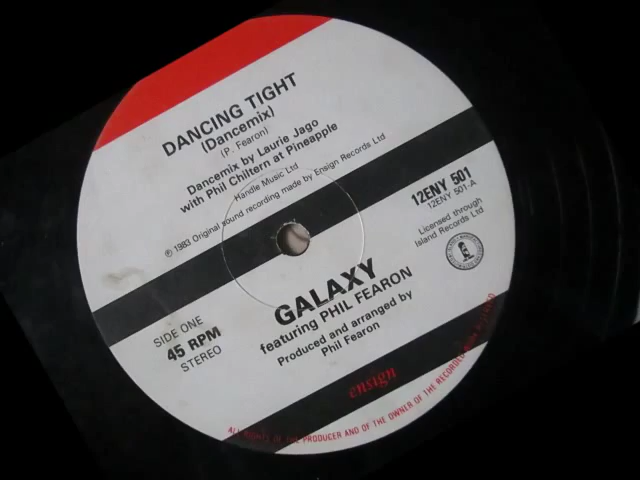 DANCING TIGHT
(Dancemix)
(P. Fearon)
Dancemix by Laurie Jago
with Phil Chiltern at Pineapple
Handle Music Ltd
℗ 1983 Original sound recording made by Ensign Records Ltd
12ENY 501
12ENY 501-A
Licensed through
Island Records Ltd
SIDE ONE
45 RPM
STEREO
GALAXY
featuring PHIL FEARON
Produced and arranged by
Phil Fearon
ensign
ALL RIGHTS OF THE PRODUCER AND OF THE OWNER OF THE RECORDED